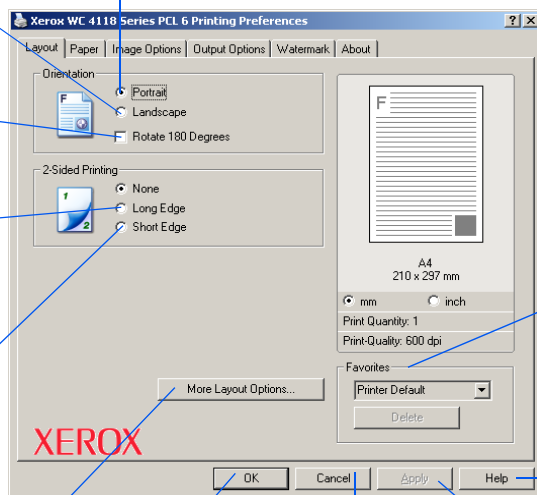 Xerox WC 4118 Series PCL 6 Printing Preferences
Layout Paper Image Options Output Options Watermark About
Orientation
F
Portrait
Landscape
Rotate 180 Degrees
2-Sided Printing
1
2
None
Long Edge
Short Edge
F
A4
210 x 297 mm
mm inch
Print Quantity: 1
Print-Quality: 600 dpi
Favorites
Printer Default
Delete
More Layout Options...
XEROX
OK Cancel Apply Help